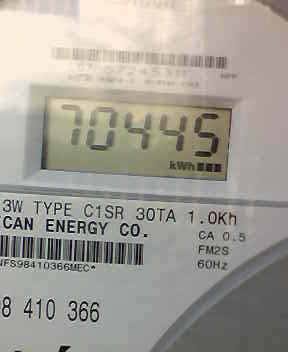 70445
kWh
3W TYPE C1SR 30TA 1.0Kh
CAN ENERGY CO.
CA 0.5
FM2S
NFS98410366MEC*
60Hz
8 410 366